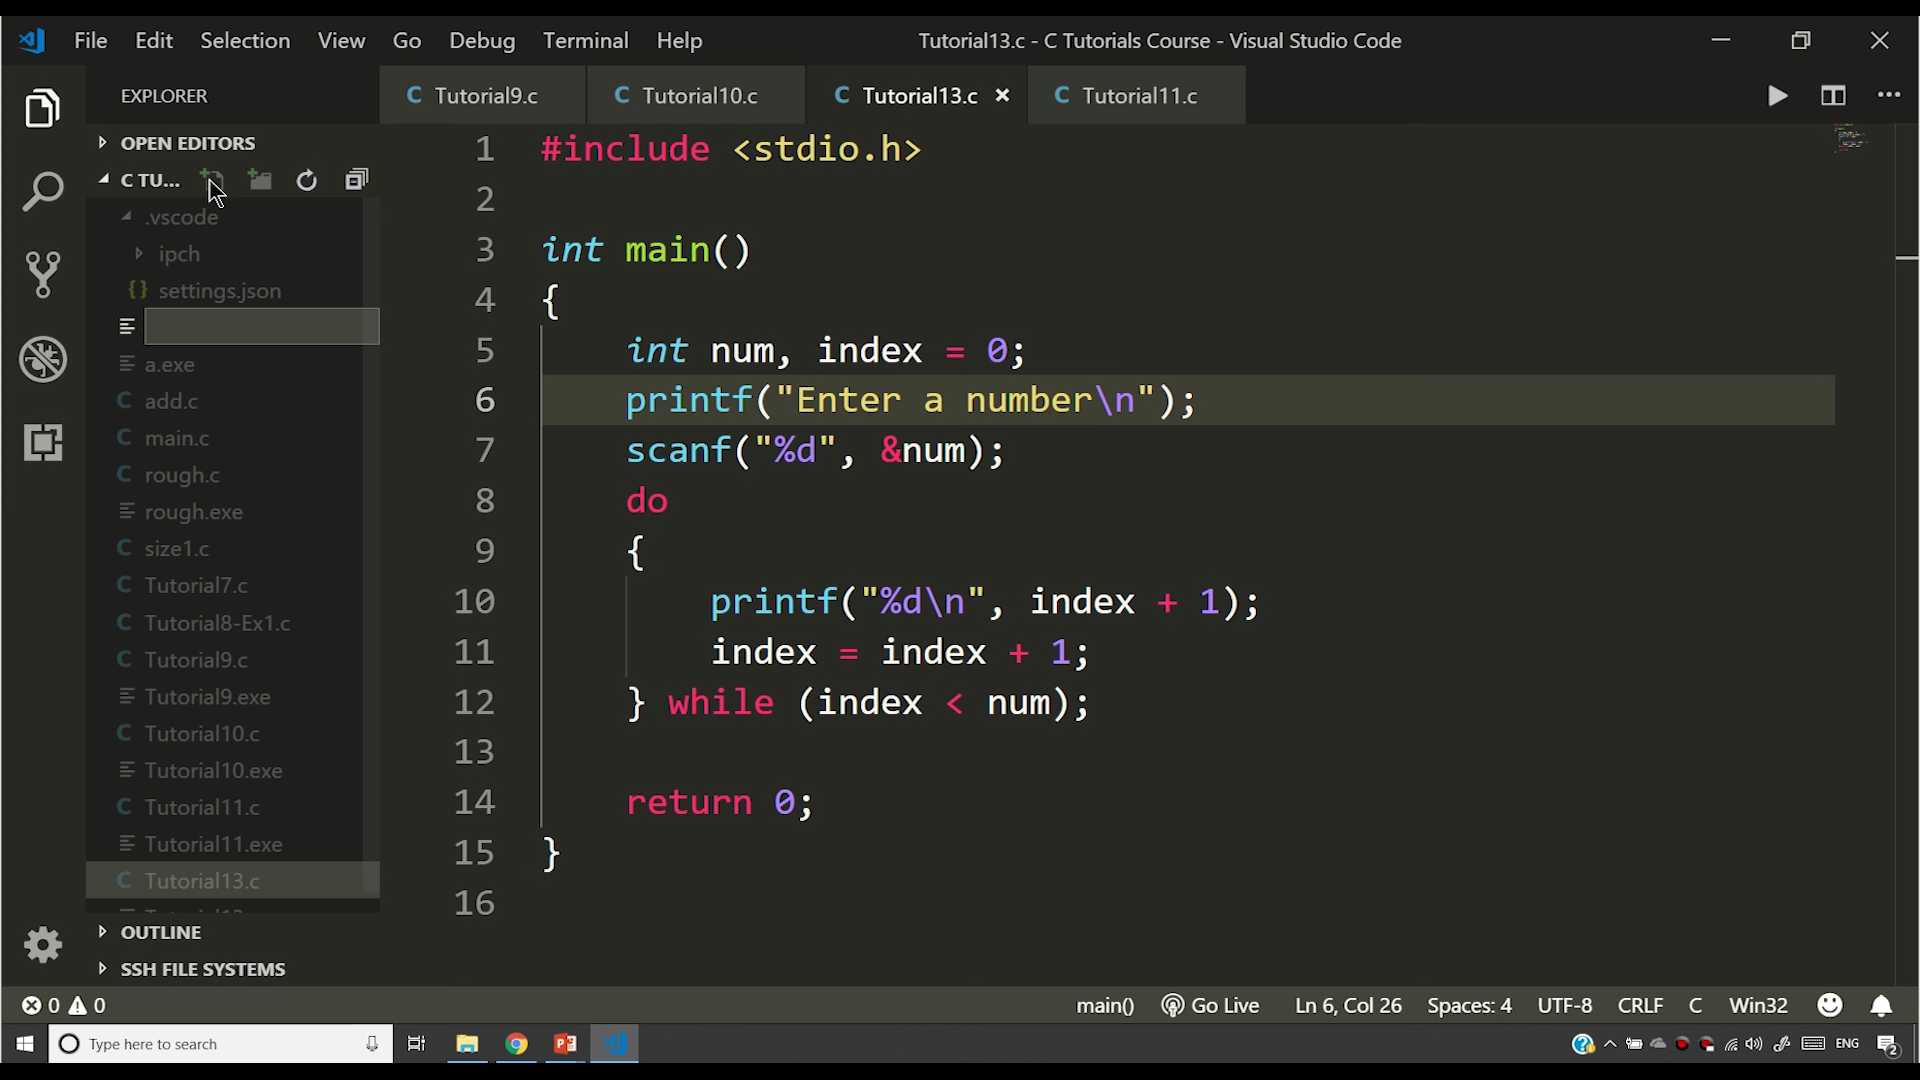 File Edit Selection View Go Debug Terminal Help Tutorial13.c - C Tutorials Course - Visual Studio Code
EXPLORER
C Tutorial9.c C Tutorial10.c C Tutorial13.c × C Tutorial11.c
OPEN EDITORS
C TU...
.vscode
ipch
{} settings.json
a.exe
C add.c
C main.c
C rough.c
rough.exe
C size1.c
C Tutorial7.c
C Tutorial8-Ex1.c
C Tutorial9.c
Tutorial9.exe
C Tutorial10.c
Tutorial10.exe
C Tutorial11.c
Tutorial11.exe
C Tutorial13.c
OUTLINE
SSH FILE SYSTEMS
1 #include <stdio.h>
2
3 int main()
4 {
5 int num, index = 0;
6 printf("Enter a number\n");
7 scanf("%d", &num);
8 do
9 {
10 printf("%d\n", index + 1);
11 index = index + 1;
12 } while (index < num);
13
14 return 0;
15 }
16
0 0 main() Go Live Ln 6, Col 26 Spaces: 4 UTF-8 CRLF C Win32
Type here to search ENG 2